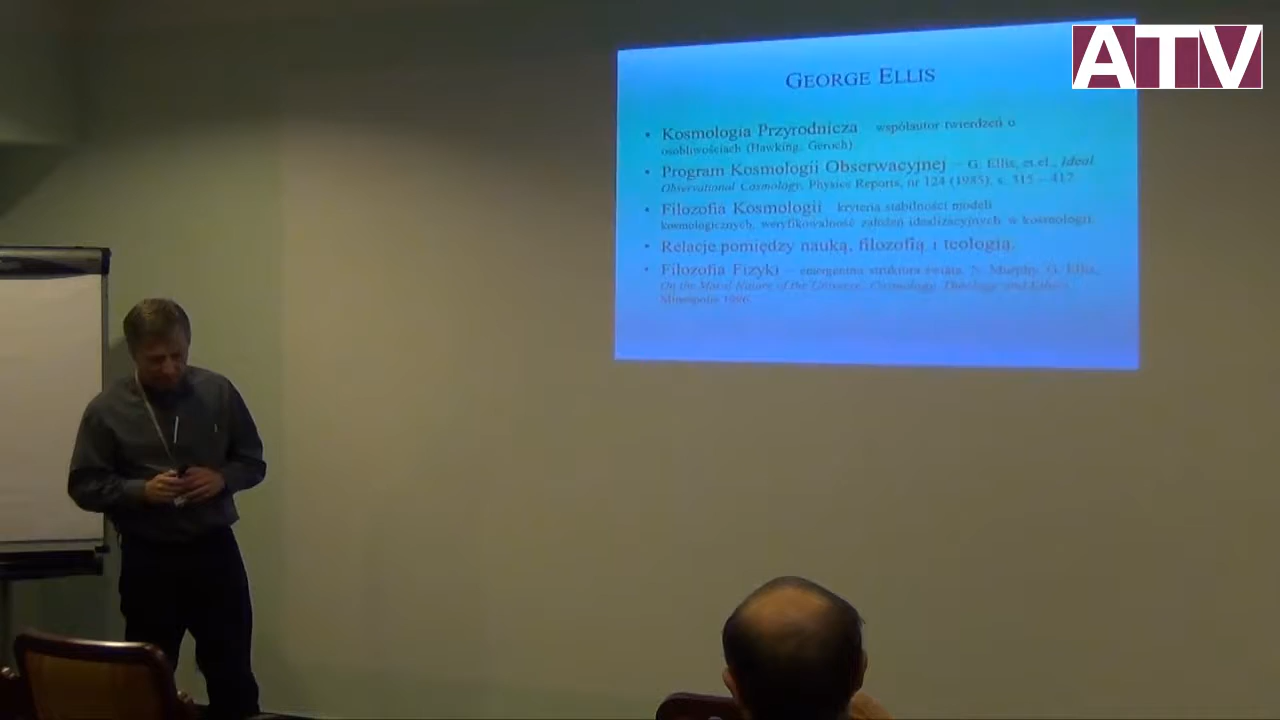 ATV
GEORGE ELLIS
• Kosmologia Przyrodnicza współautor twierdzeń o
osobliwościach (Hawking, Geroch)
• Program Kosmologii Obserwacyjnej – G. Ellis, et.el., Ideal
Observational Cosmology, Physics Reports, nr 124 (1985), s. 315 – 417
• Filozofia Kosmologii kryteria stabilności modeli
kosmologicznych, weryfikowalność założeń idealizacyjnych w kosmologii.
• Relacje pomiędzy nauką, filozofią i teologią.
• Filozofia Fizyki – emergentna struktura świata, N. Murphy, G. Ellis,
On the Moral Nature of the Universe. Cosmology, Theology, and Ethics,
1996